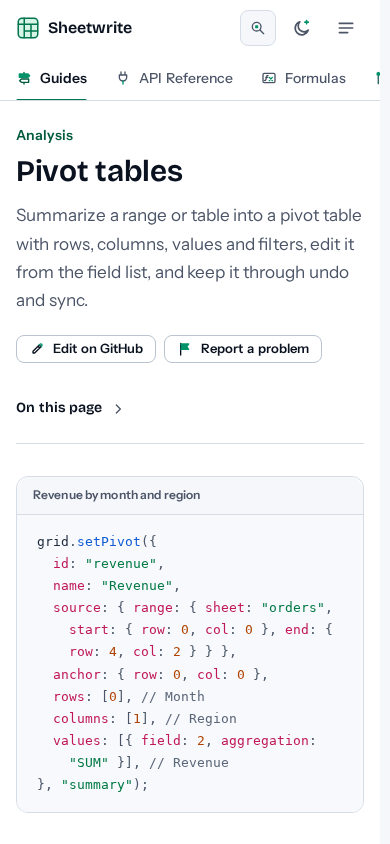 Sheetwrite
Guides API Reference Formulas
Analysis
Pivot tables
Summarize a range or table into a pivot table
with rows, columns, values and filters, edit it
from the field list, and keep it through undo
and sync.
Edit on GitHub Report a problem
On this page
Revenue by month and region
grid.setPivot({
  id: "revenue",
  name: "Revenue",
  source: { range: { sheet: "orders",
    start: { row: 0, col: 0 }, end: {
    row: 4, col: 2 } } },
  anchor: { row: 0, col: 0 },
  rows: [0], // Month
  columns: [1], // Region
  values: [{ field: 2, aggregation:
    "SUM" }], // Revenue
}, "summary");